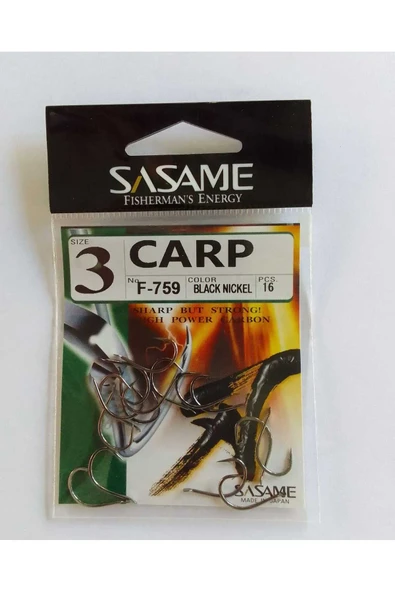 SASAME
FISHERMAN'S ENERGY
SIZE
3
CARP
No. F-759
COLOR BLACK NICKEL
PCS. 16
SHARP BUT STRONG!
HIGH POWER CARBON
SASAME
MADE IN JAPAN